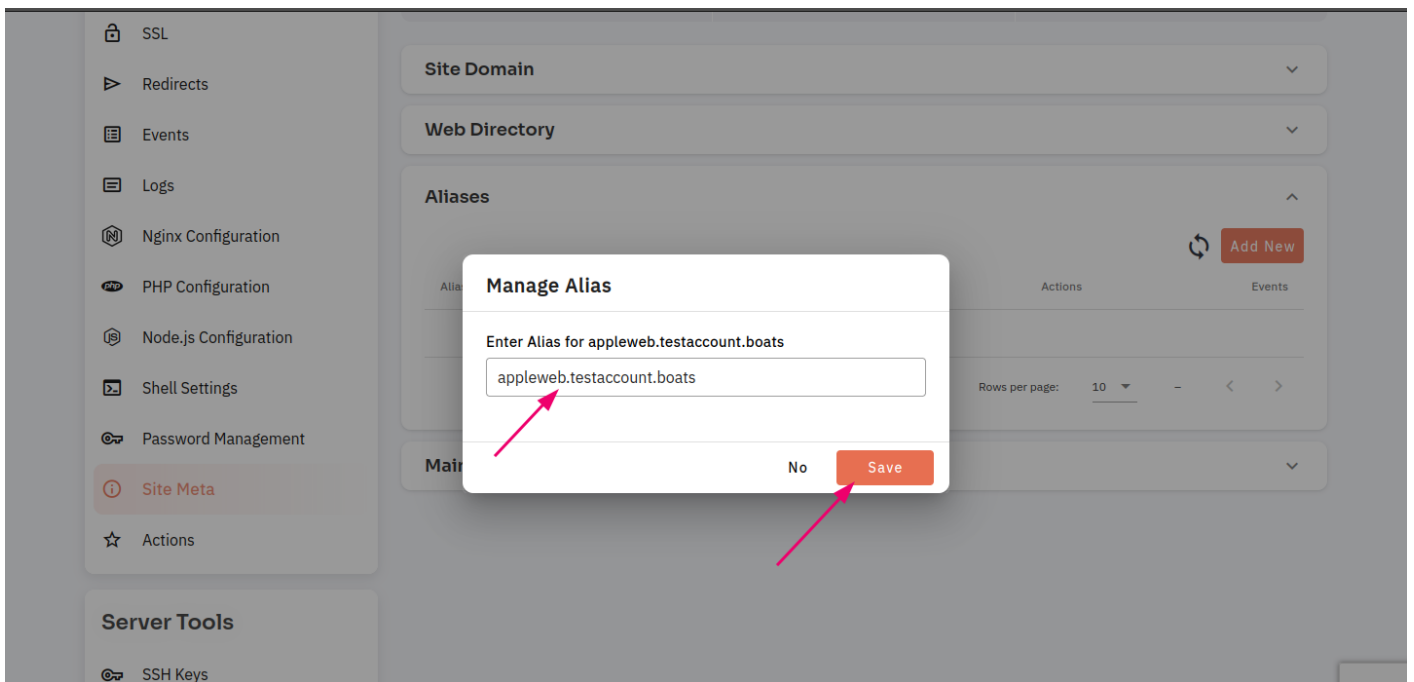 SSL
Redirects
Events
Logs
Nginx Configuration
PHP Configuration
Node.js Configuration
Shell Settings
Password Management
Site Meta
Actions
Server Tools
SSH Keys
Site Domain
Web Directory
Aliases
Add New
Alia
Actions
Events
Rows per page: 10 –
Main
Manage Alias
Enter Alias for appleweb.testaccount.boats
appleweb.testaccount.boats
No
Save